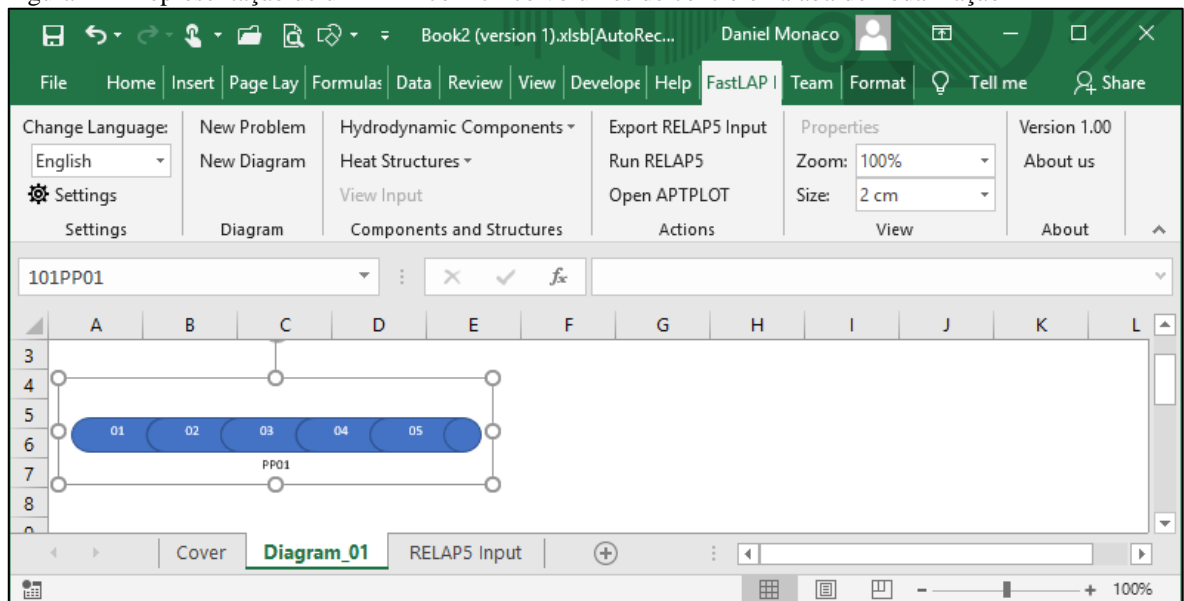 Book2 (version 1).xlsb[AutoRec... Daniel Monaco
File Home Insert Page Lay Formulas Data Review View Develope Help FastLAP I Team Format Tell me Share
Change Language: New Problem Hydrodynamic Components Export RELAP5 Input Properties Version 1.00
English New Diagram Heat Structures Run RELAP5 Zoom: 100% About us
Settings View Input Open APTPLOT Size: 2 cm
Settings Diagram Components and Structures Actions View About
101PP01 fx
A B C D E F G H I J K L
3
4
5
01 02 03 04 05
6
PP01
7
8
Cover Diagram_01 RELAP5 Input
100%